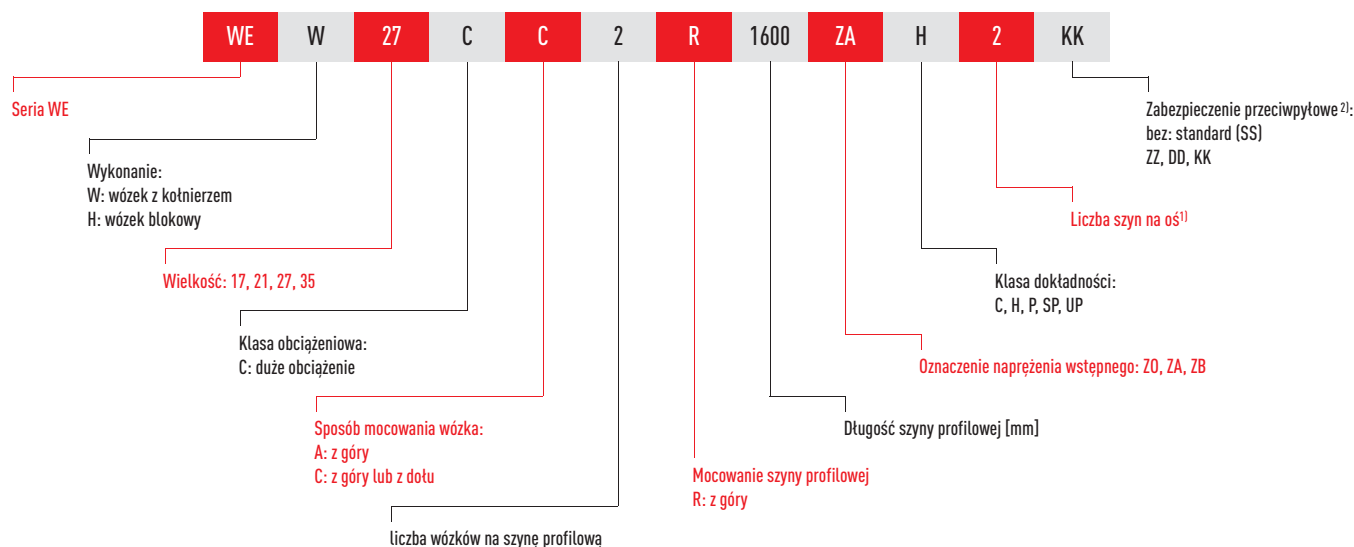 WE W 27 C C 2 R 1600 ZA H 2 KK
Seria WE
Zabezpieczenie przeciwpyłowe 2):
bez: standard (SS)
ZZ, DD, KK
Wykonanie:
W: wózek z kołnierzem
H: wózek blokowy
Liczba szyn na oś1)
Wielkość: 17, 21, 27, 35
Klasa dokładności:
C, H, P, SP, UP
Klasa obciążeniowa:
C: duże obciążenie
Oznaczenie naprężenia wstępnego: Z0, ZA, ZB
Sposób mocowania wózka:
A: z góry
C: z góry lub z dołu
Długość szyny profilowej [mm]
Mocowanie szyny profilowej
R: z góry
liczba wózków na szynę profilową